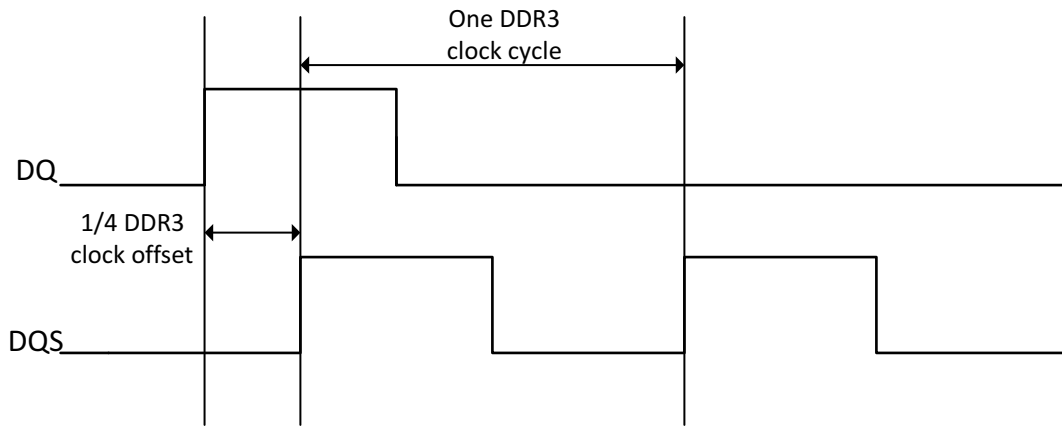 One DDR3
clock cycle
DQ
1/4 DDR3
clock offset
DQS